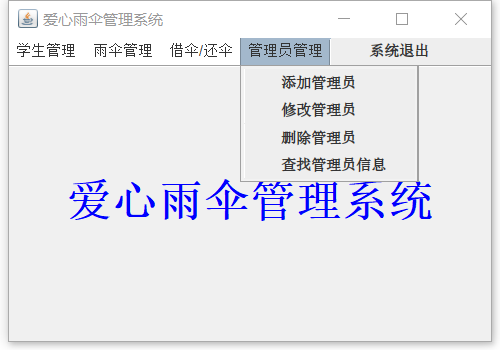 爱心雨伞管理系统
学生管理 雨伞管理 借伞/还伞 管理员管理 系统退出
添加管理员
修改管理员
删除管理员
查找管理员信息
爱心雨伞管理系统